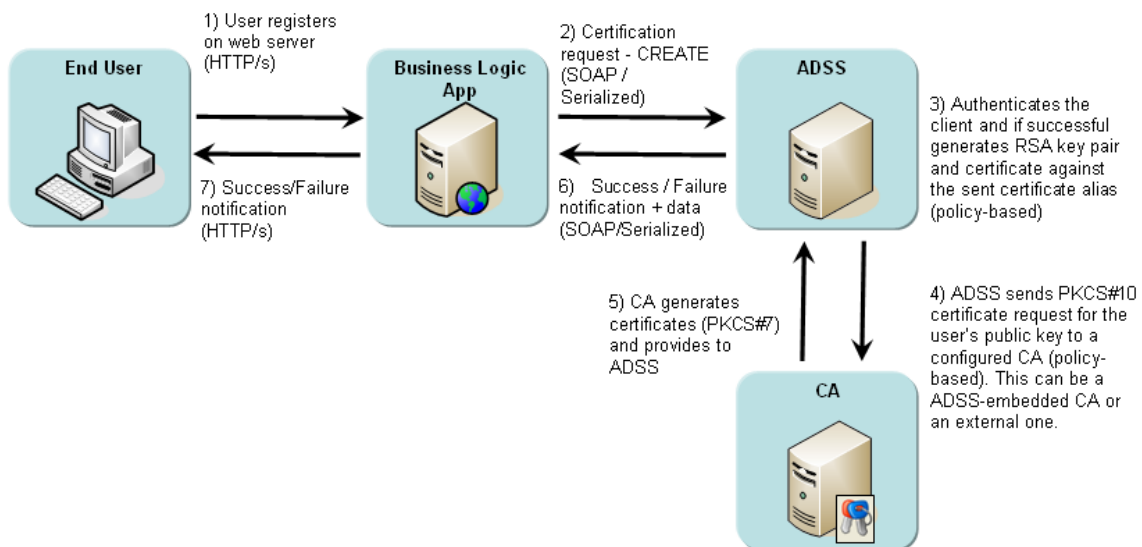 1) User registers
on web server
(HTTP/s)
2) Certification
request - CREATE
(SOAP /
Serialized)
End User
Business Logic
App
ADSS
3) Authenticates the
client and if successful
generates RSA key pair
and certificate against
the sent certificate alias
(policy-based)
7) Success/Failure
notification
(HTTP/s)
6) Success / Failure
notification + data
(SOAP/Serialized)
5) CA generates
certificates (PKCS#7)
and provides to
ADSS
4) ADSS sends PKCS#10
certificate request for the
user's public key to a
configured CA (policy-
based). This can be a
ADSS-embedded CA or
an external one.
CA